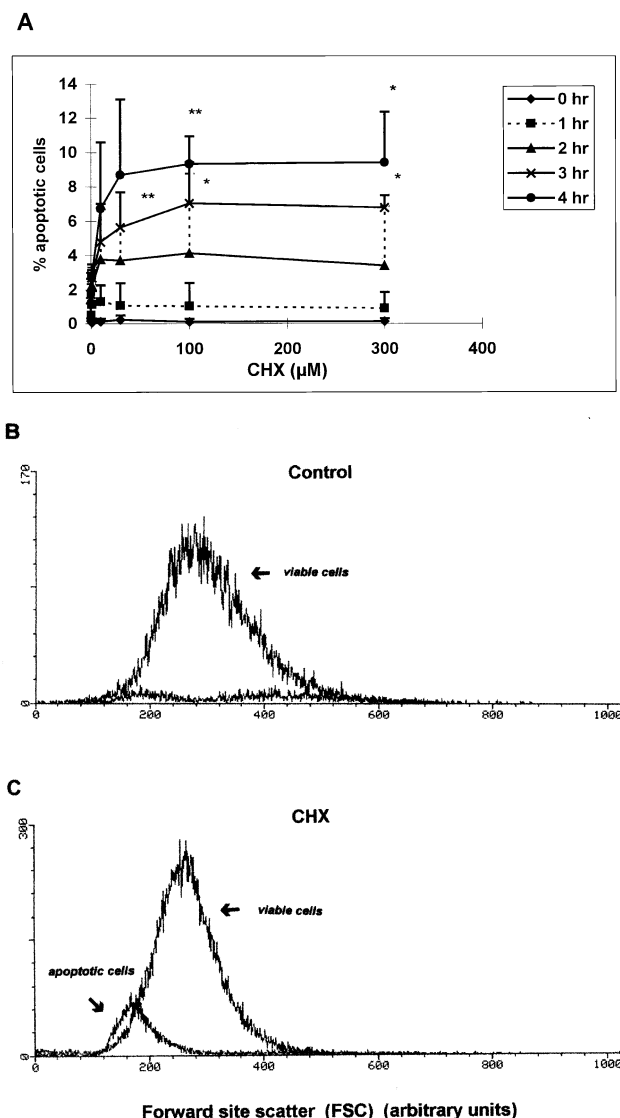 A
14
12
10
8
6
4
2
0
% apoptotic cells
** * ** * *
0 100 200 300 400
CHX (µM)
0 hr
1 hr
2 hr
3 hr
4 hr
B
Control
170
0
viable cells
0 200 400 600 800 1000
C
CHX
300
0
viable cells
apoptotic cells
0 200 400 600 800 1000
Forward site scatter (FSC) (arbitrary units)